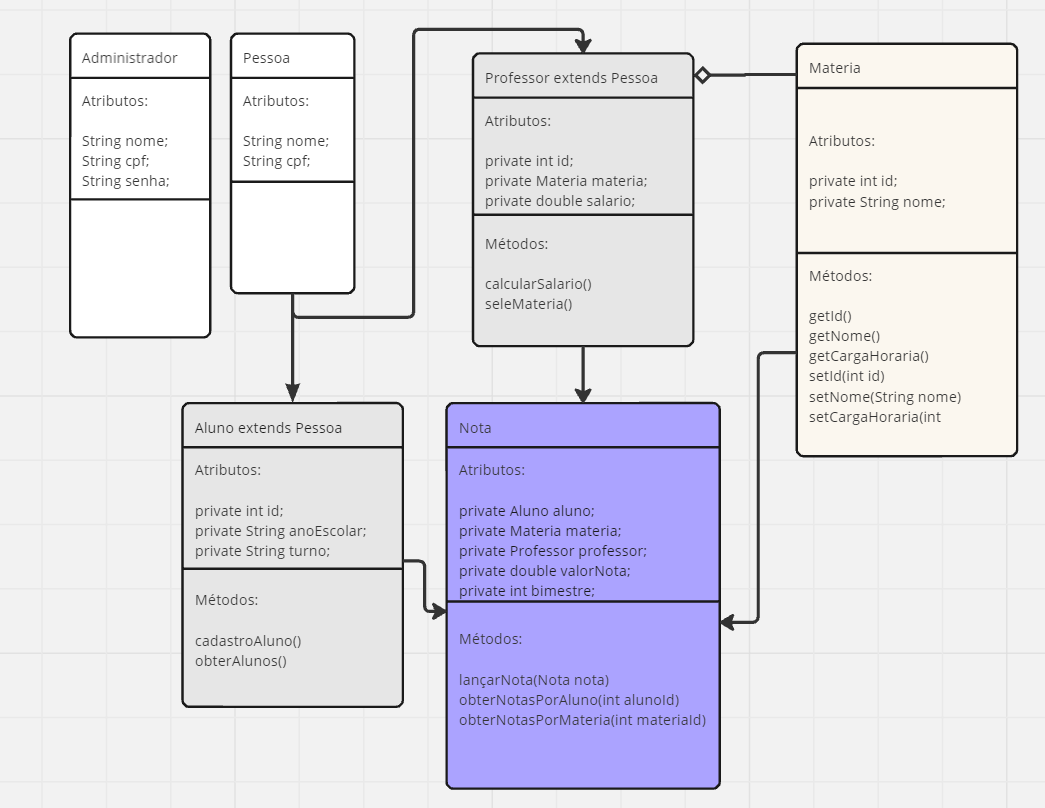 Administrador
Atributos:
String nome;
String cpf;
String senha;
Pessoa
Atributos:
String nome;
String cpf;
Professor extends Pessoa
Atributos:
private int id;
private Materia materia;
private double salario;
Métodos:
calcularSalario()
seleMateria()
Materia
Atributos:
private int id;
private String nome;
Métodos:
getId()
getNome()
getCargaHoraria()
setId(int id)
setNome(String nome)
setCargaHoraria(int
Aluno extends Pessoa
Atributos:
private int id;
private String anoEscolar;
private String turno;
Métodos:
cadastroAluno()
obterAlunos()
Nota
Atributos:
private Aluno aluno;
private Materia materia;
private Professor professor;
private double valorNota;
private int bimestre;
Métodos:
lançarNota(Nota nota)
obterNotasPorAluno(int alunoId)
obterNotasPorMateria(int materiaId)